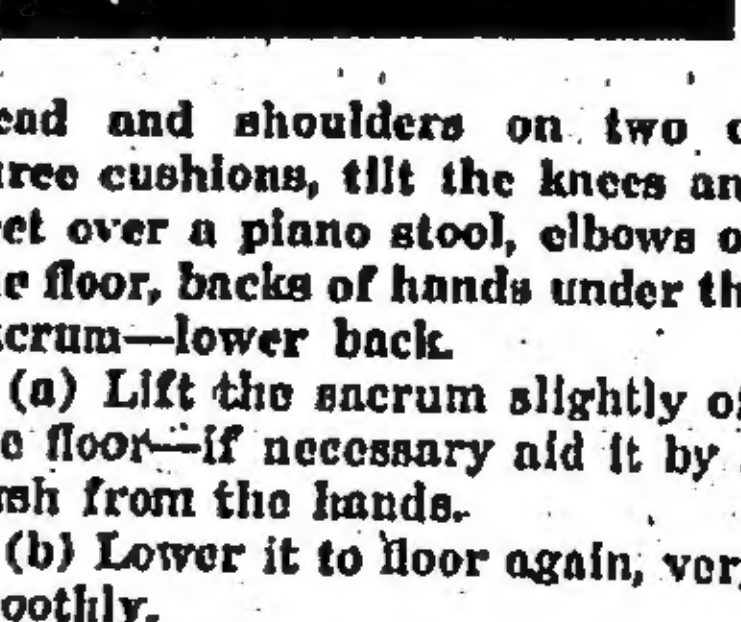 ead and shoulders on two o
ree cushions, tilt the knees an
et over a piano stool, elbows o
e floor, backs of hands under th
crum—lower back.
(a) Lift the sacrum slightly of
e floor—if necessary aid it by
sh from the hands.
(b) Lower it to floor again, ver
oothly.